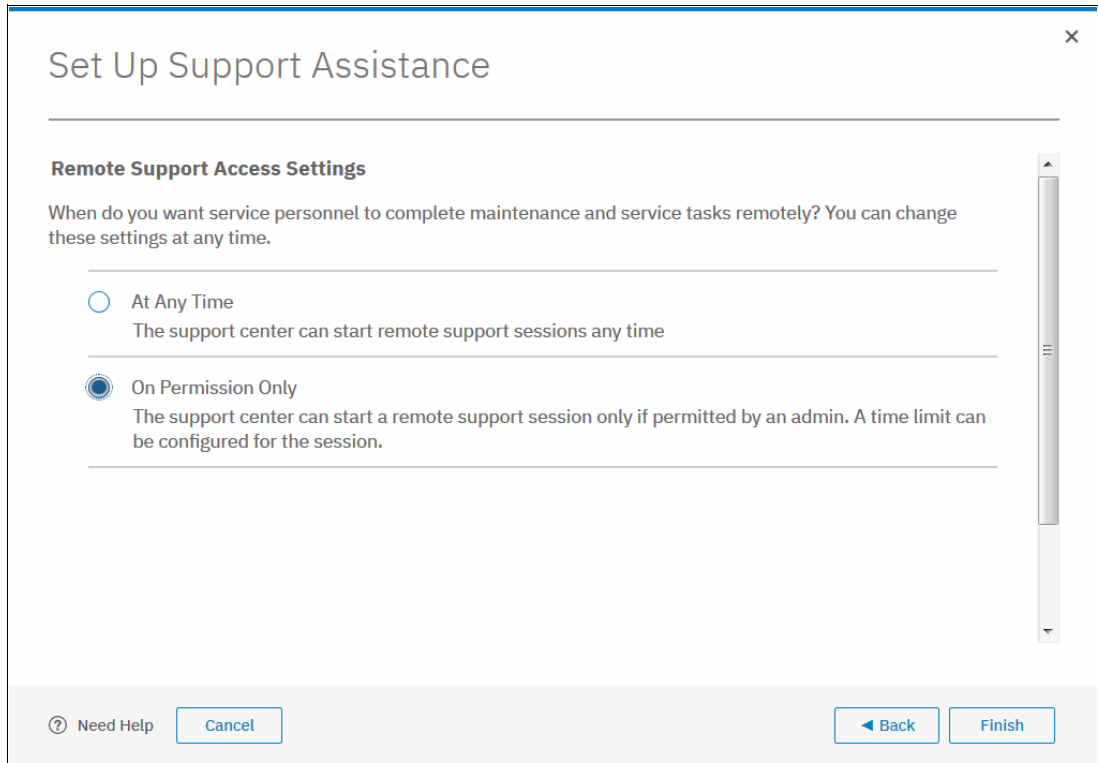 Set Up Support Assistance
Remote Support Access Settings
When do you want service personnel to complete maintenance and service tasks remotely? You can change
these settings at any time.
At Any Time
The support center can start remote support sessions any time
On Permission Only
The support center can start a remote support session only if permitted by an admin. A time limit can
be configured for the session.
Need Help
Cancel
Back
Finish